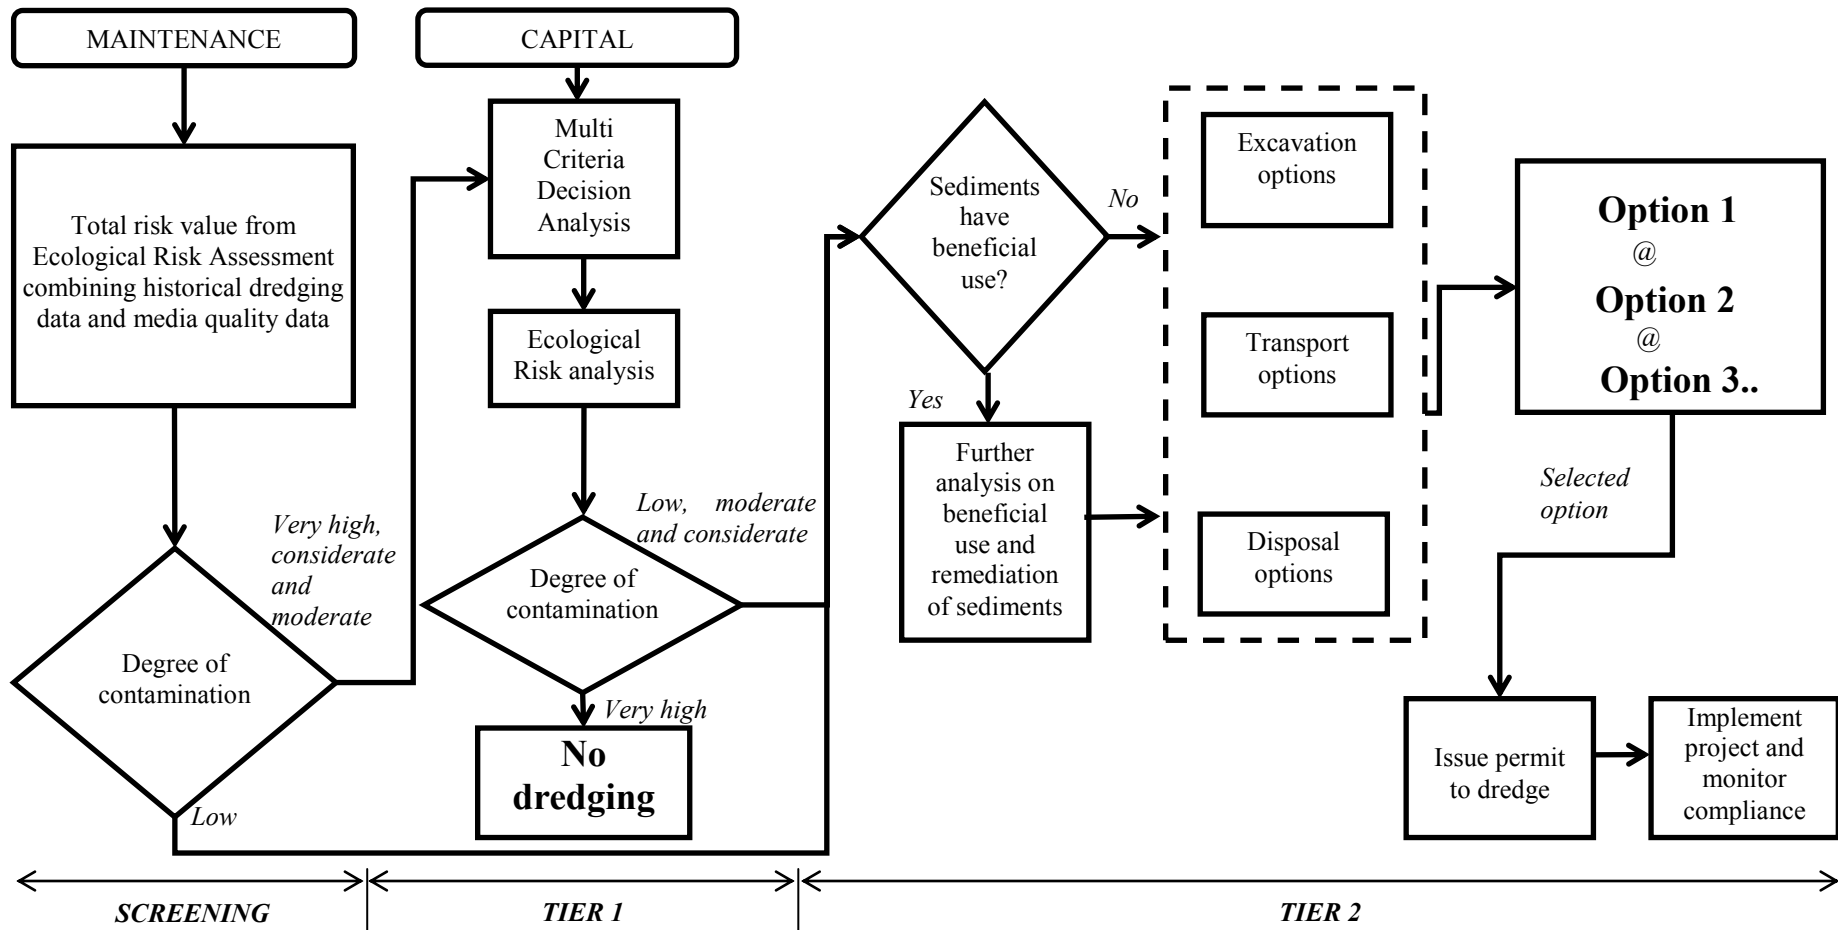 MAINTENANCE
CAPITAL
Total risk value from
Ecological Risk Assessment
combining historical dredging
data and media quality data
Very high,
considerate
and
moderate
Degree of
contamination
Low
Multi
Criteria
Decision
Analysis
Ecological
Risk analysis
Low, moderate
and considerate
Degree of
contamination
Very high
No
dredging
Sediments
have
beneficial
use?
No
Yes
Further
analysis on
beneficial
use and
remediation
of sediments
Excavation
options
Transport
options
Disposal
options
Option 1
@
Option 2
@
Option 3..
Selected
option
Issue permit
to dredge
Implement
project and
monitor
compliance
SCREENING
TIER 1
TIER 2